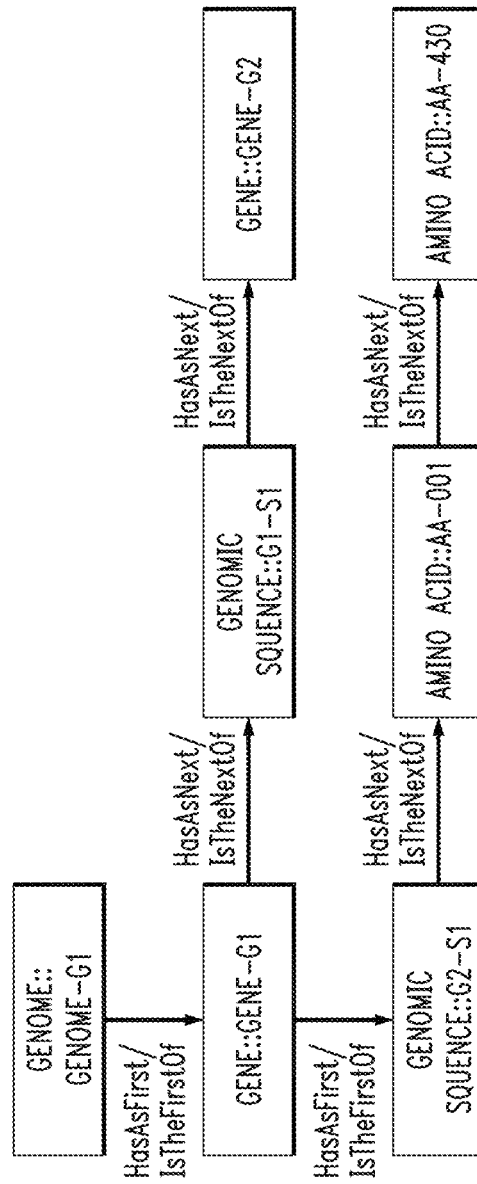 GENOME::
GENOME-G1
HasAsFirst/
IsTheFirstOf
GENE::GENE-G1
HasAsNext/
IsTheNextOf
GENOMIC
SQUENCE::G1-S1
HasAsNext/
IsTheNextOf
GENE::GENE-G2
HasAsFirst/
IsTheFirstOf
GENOMIC
SQUENCE::G2-S1
HasAsNext/
IsTheNextOf
AMINO ACID::AA-001
HasAsNext/
IsTheNextOf
AMINO ACID::AA-430